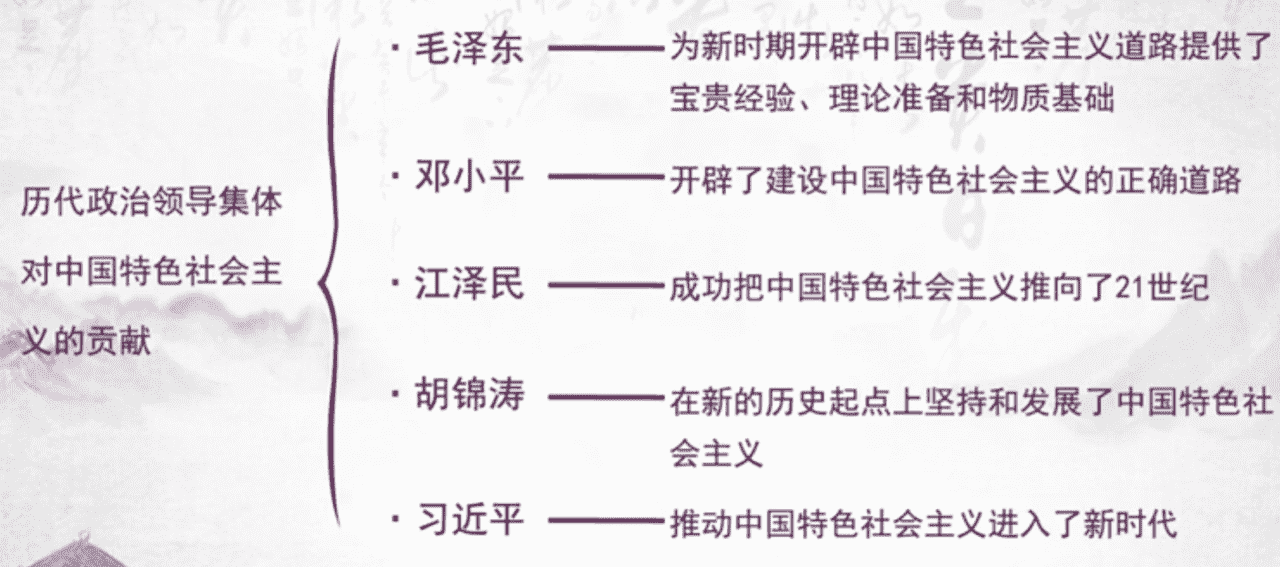 历代政治领导集体
对中国特色社会主
义的贡献
· 毛泽东 —— 为新时期开辟中国特色社会主义道路提供了
宝贵经验、理论准备和物质基础
· 邓小平 —— 开辟了建设中国特色社会主义的正确道路
· 江泽民 —— 成功把中国特色社会主义推向了21世纪
· 胡锦涛 —— 在新的历史起点上坚持和发展了中国特色社
会主义
· 习近平 —— 推动中国特色社会主义进入了新时代